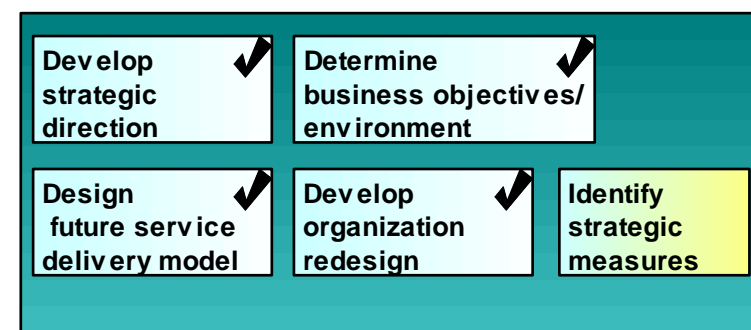 Develop
strategic
direction
Determine
business objectives/
environment
Design
future service
delivery model
Develop
organization
redesign
Identify
strategic
measures